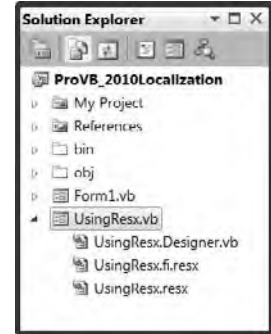 Solution Explorer
ProVB_2010Localization
My Project
References
bin
obj
Form1.vb
UsingResx.vb
UsingResx.Designer.vb
UsingResx.fi.resx
UsingResx.resx